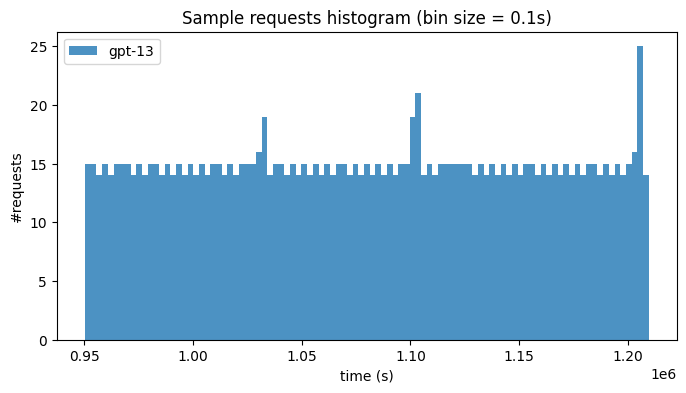 Sample requests histogram (bin size = 0.1s)
gpt-13
25
20
15
10
5
0
#requests
0.95 1.00 1.05 1.10 1.15 1.20
1e6
time (s)